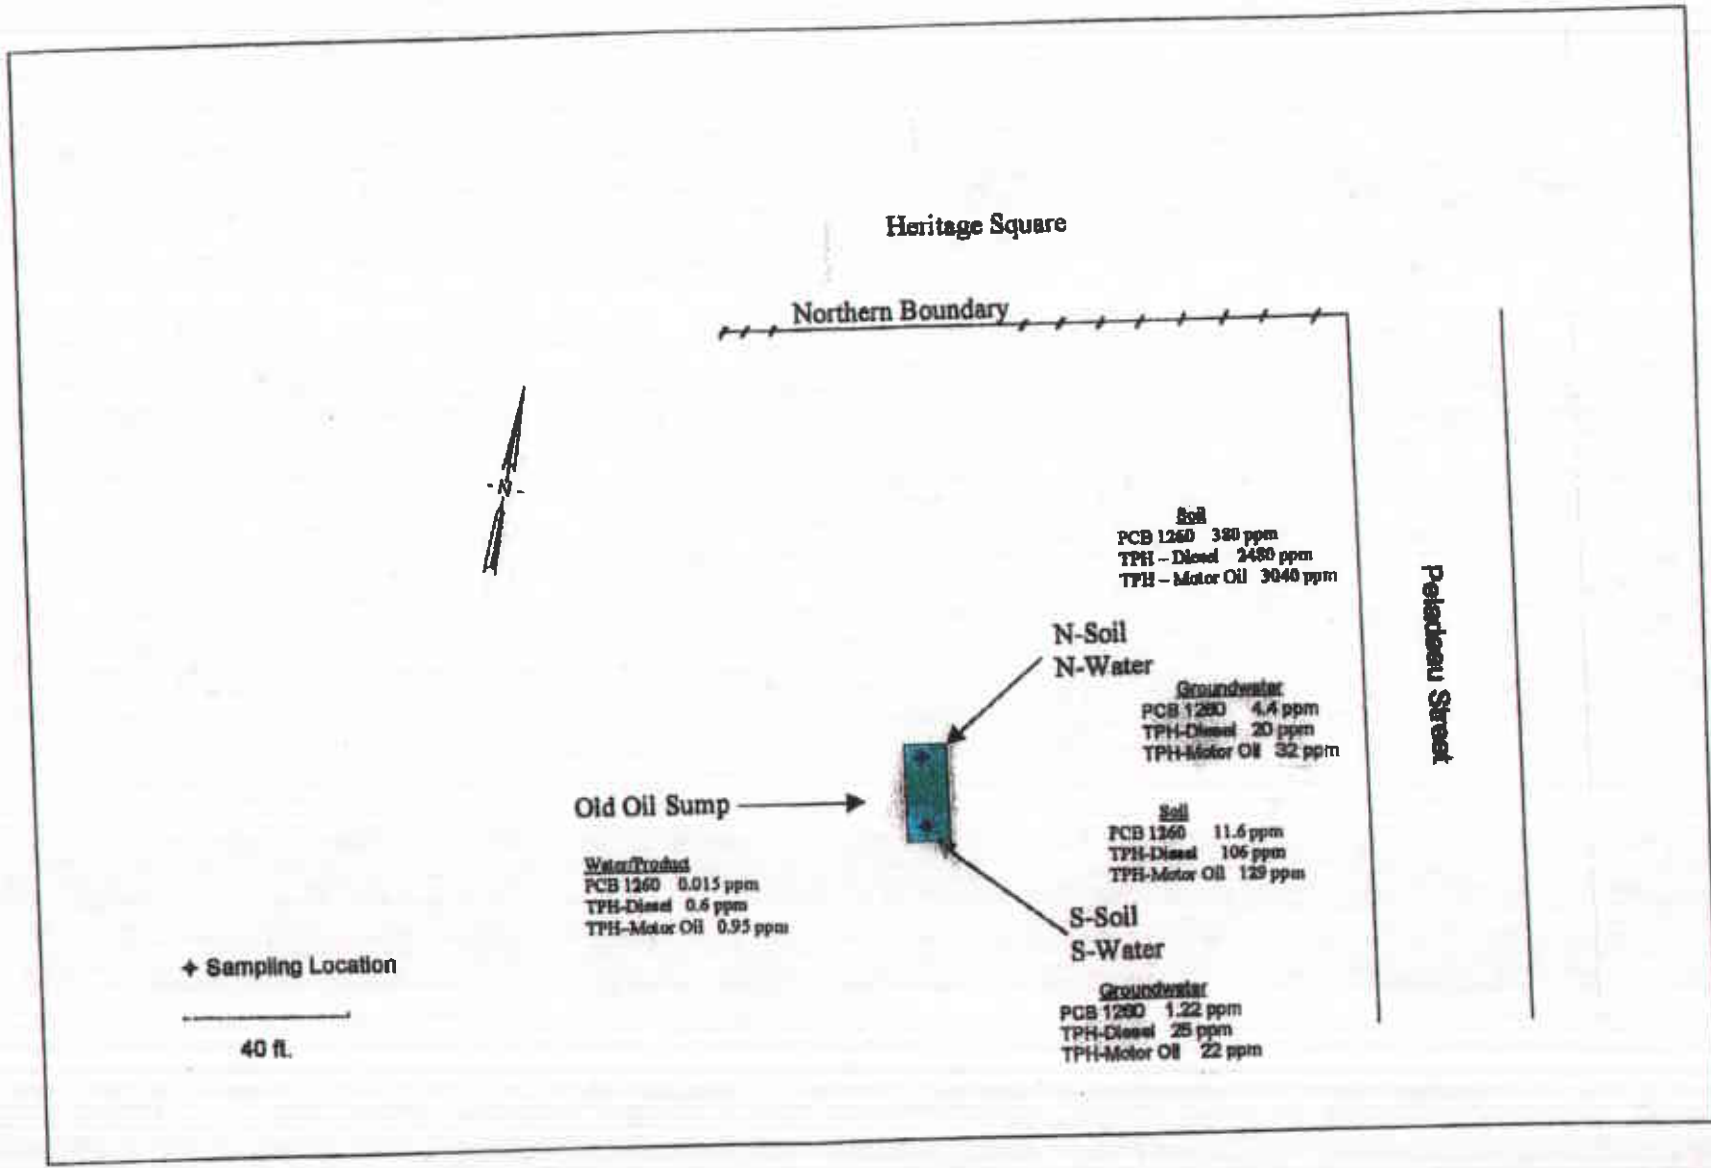 Heritage Square
Northern Boundary
- N -
Soil
PCB 1260 380 ppm
TPH – Diesel 2480 ppm
TPH – Motor Oil 3040 ppm
N-Soil
N-Water
Groundwater
PCB 1260 4.4 ppm
TPH-Diesel 20 ppm
TPH-Motor Oil 32 ppm
Peladeau Street
Old Oil Sump
Water/Product
PCB 1260 0.015 ppm
TPH-Diesel 0.6 ppm
TPH-Motor Oil 0.95 ppm
Soil
PCB 1260 11.6 ppm
TPH-Diesel 106 ppm
TPH-Motor Oil 129 ppm
S-Soil
S-Water
Groundwater
PCB 1260 1.22 ppm
TPH-Diesel 25 ppm
TPH-Motor Oil 22 ppm
Sampling Location
40 ft.